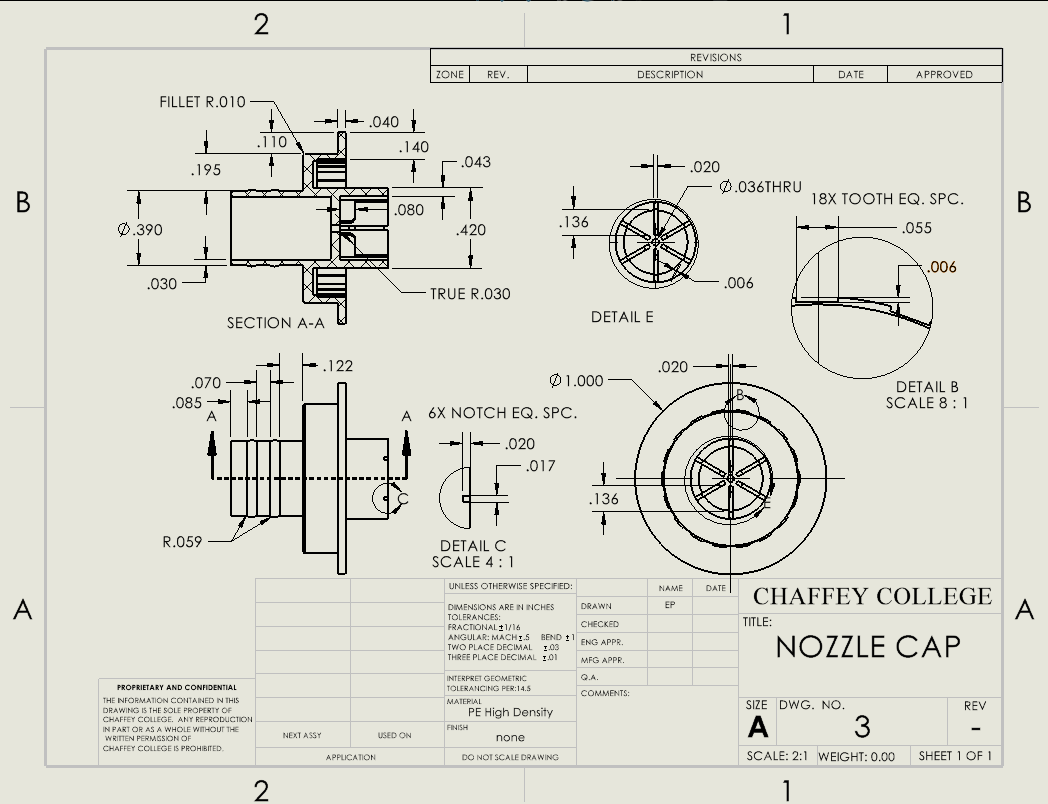 2 1
REVISIONS
ZONE REV. DESCRIPTION DATE APPROVED
FILLET R.010
.040
.110
.140
.195
.043
.080
⌀.390
.420
.030
TRUE R.030
SECTION A-A
B
.020
⌀.036THRU
.136
.006
DETAIL E
18X TOOTH EQ. SPC.
.055
.006
DETAIL B
SCALE 8 : 1
B
.122
.070
.085
A A
C
R.059
6X NOTCH EQ. SPC.
.020
.017
DETAIL C
SCALE 4 : 1
.020
⌀1.000
B
.136
E
A
A
PROPRIETARY AND CONFIDENTIAL
THE INFORMATION CONTAINED IN THIS
DRAWING IS THE SOLE PROPERTY OF
CHAFFEY COLLEGE. ANY REPRODUCTION
IN PART OR AS A WHOLE WITHOUT THE
WRITTEN PERMISSION OF
CHAFFEY COLLEGE IS PROHIBITED.
NEXT ASSY USED ON
APPLICATION
UNLESS OTHERWISE SPECIFIED:
DIMENSIONS ARE IN INCHES
TOLERANCES:
FRACTIONAL±1/16
ANGULAR: MACH±.5 BEND ±1
TWO PLACE DECIMAL ±.03
THREE PLACE DECIMAL ±.01
INTERPRET GEOMETRIC
TOLERANCING PER:14.5
MATERIAL
PE High Density
FINISH
none
DO NOT SCALE DRAWING
NAME DATE
DRAWN EP
CHECKED
ENG APPR.
MFG APPR.
Q.A.
COMMENTS:
CHAFFEY COLLEGE
TITLE:
NOZZLE CAP
SIZE DWG. NO. REV
A 3 -
SCALE: 2:1 WEIGHT: 0.00 SHEET 1 OF 1
2 1